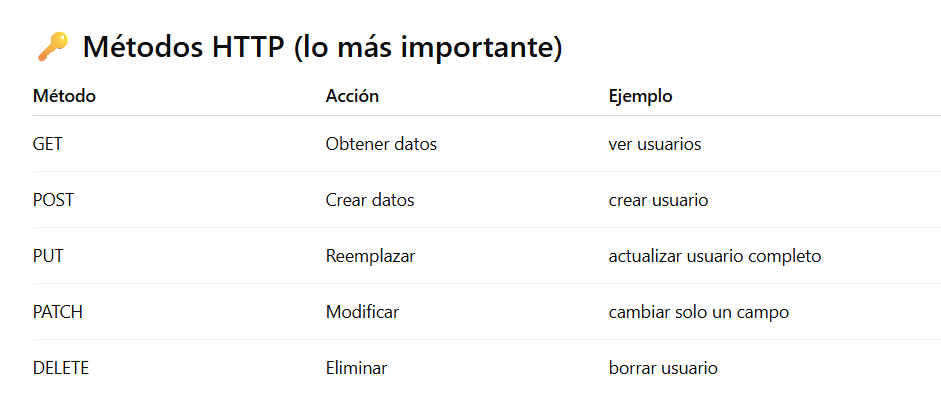 🔑 Métodos HTTP (lo más importante)
Método Acción Ejemplo
GET Obtener datos ver usuarios
POST Crear datos crear usuario
PUT Reemplazar actualizar usuario completo
PATCH Modificar cambiar solo un campo
DELETE Eliminar borrar usuario